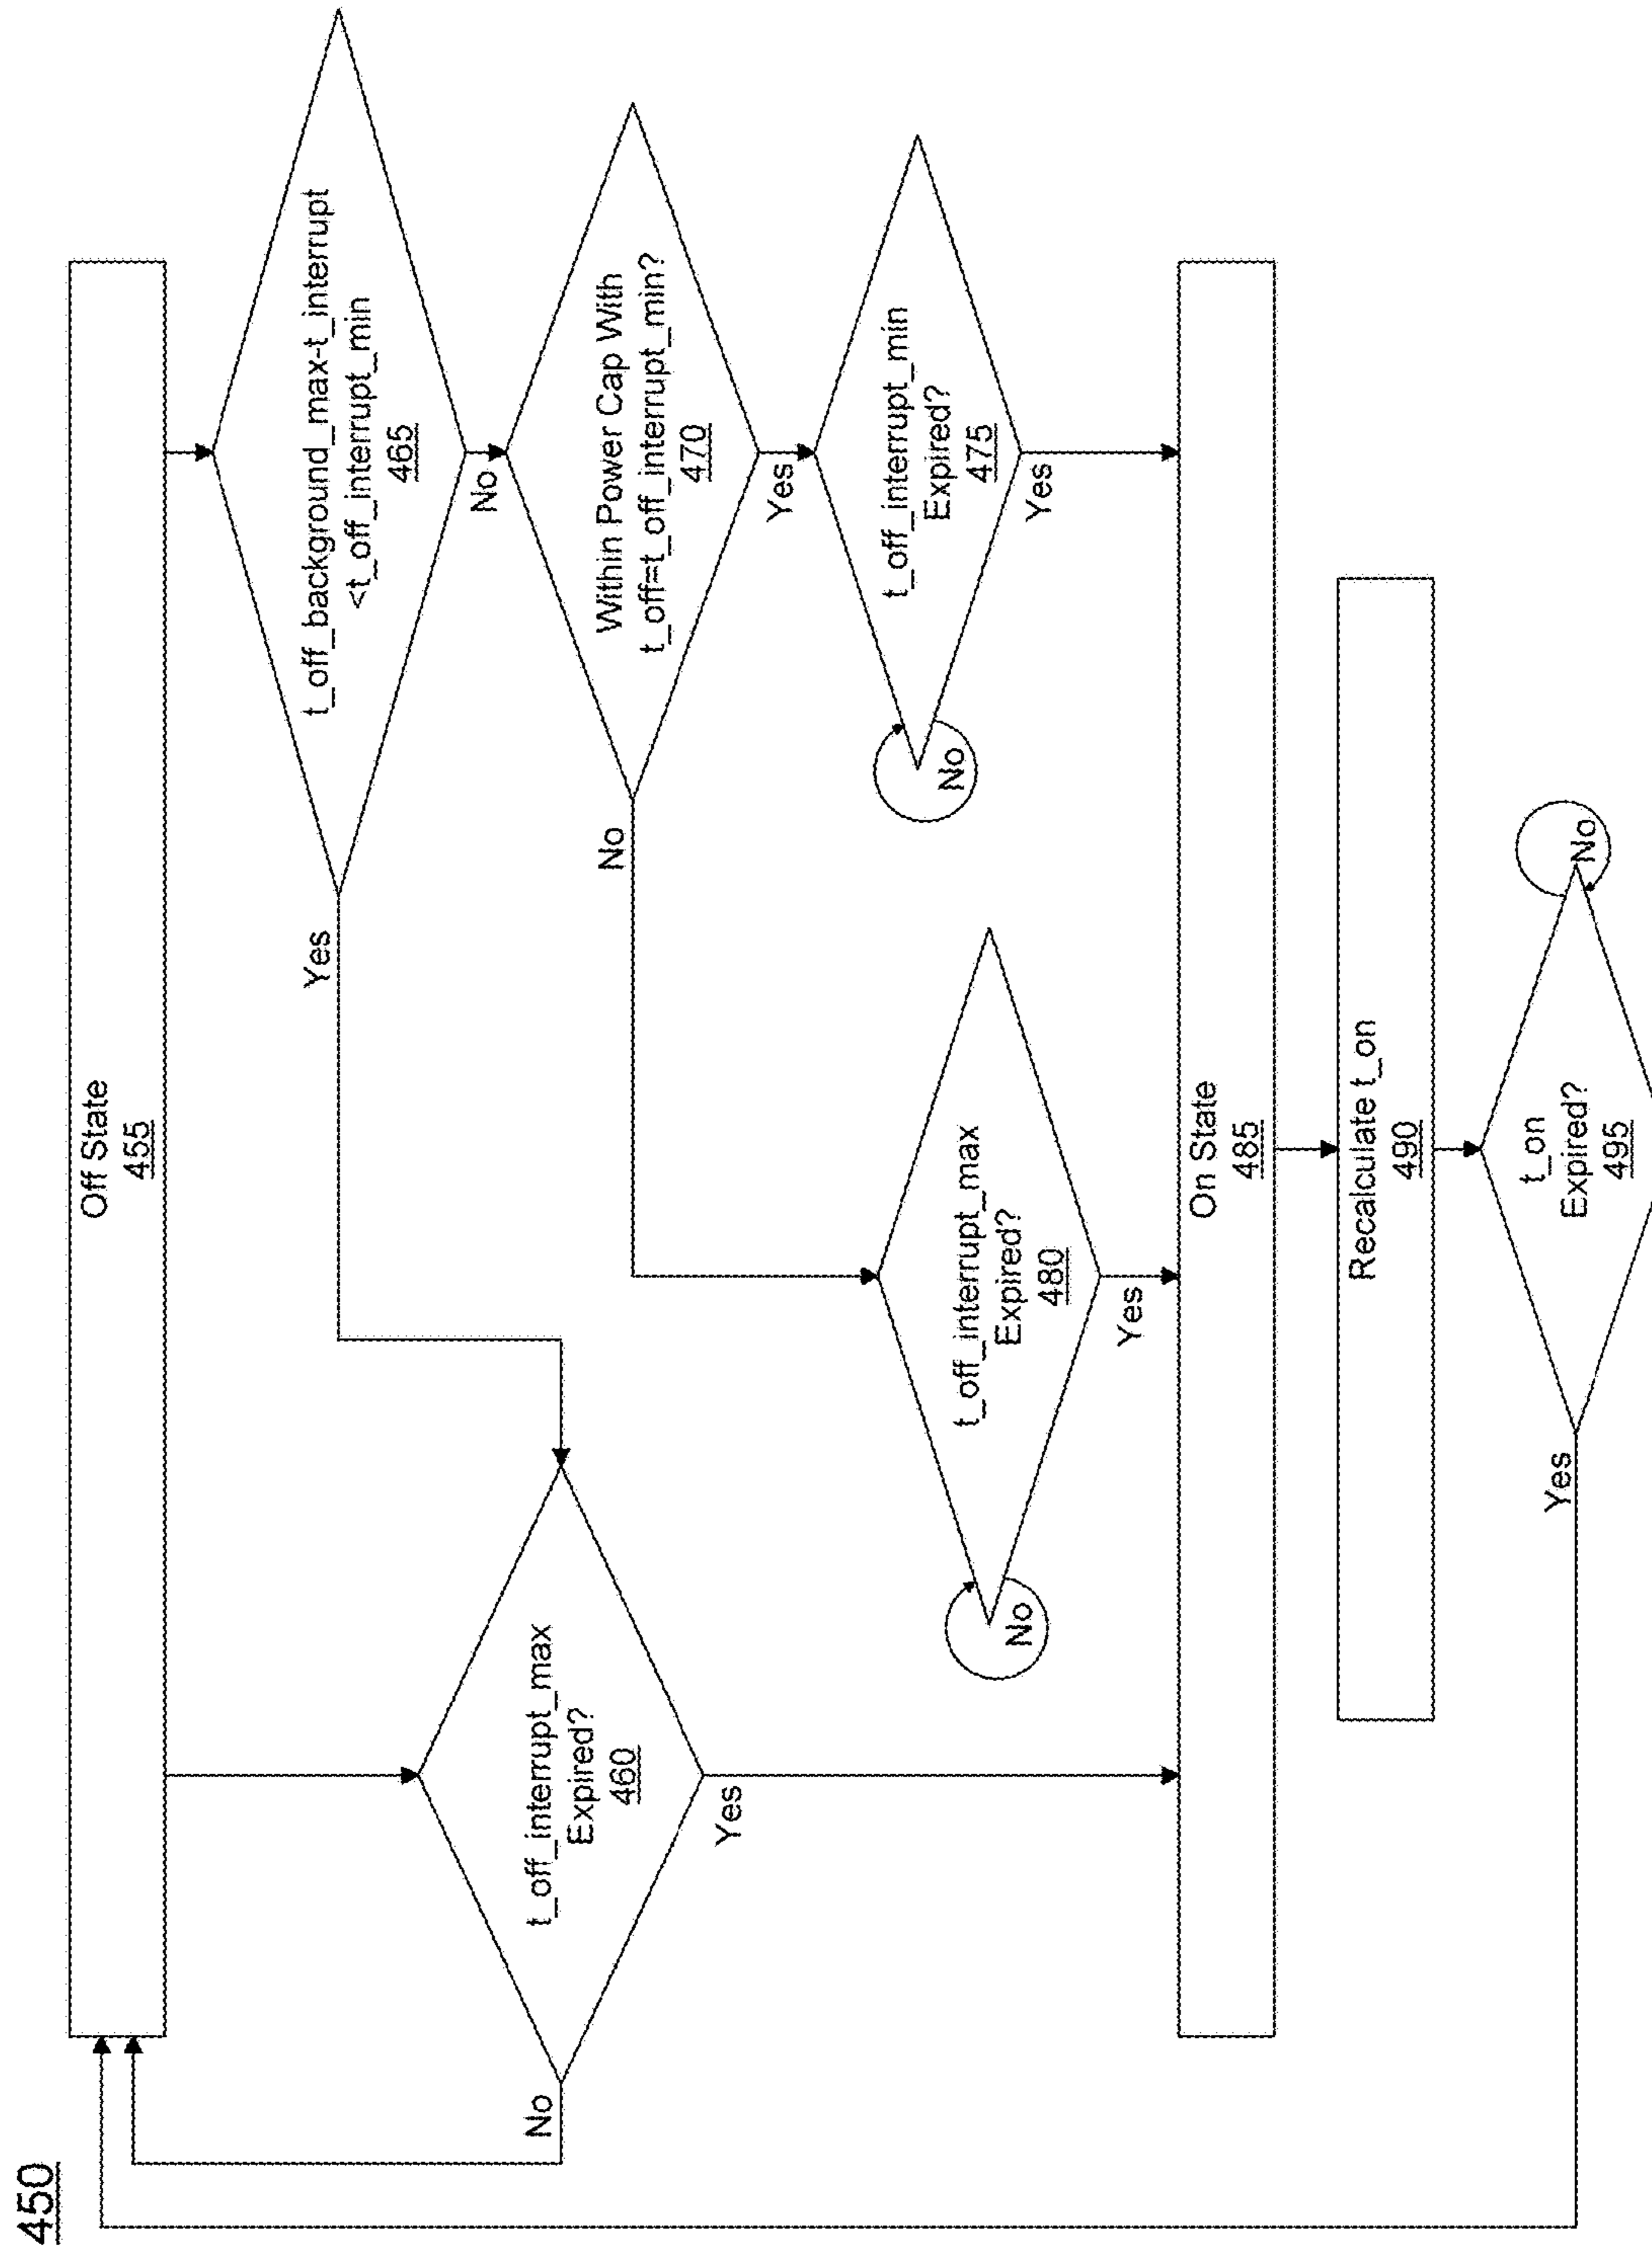 450
Off State
455
t_off_background_max-t_interrupt
<t_off_interrupt_min
465
Yes
No
t_off_interrupt_max
Expired?
460
No
Yes
Within Power Cap With
t_off=t_off_interrupt_min?
470
No
Yes
t_off_interrupt_min
Expired?
475
No
Yes
t_off_interrupt_max
Expired?
480
No
Yes
On State
485
Recalculate t_on
490
t_on
Expired?
495
Yes
No